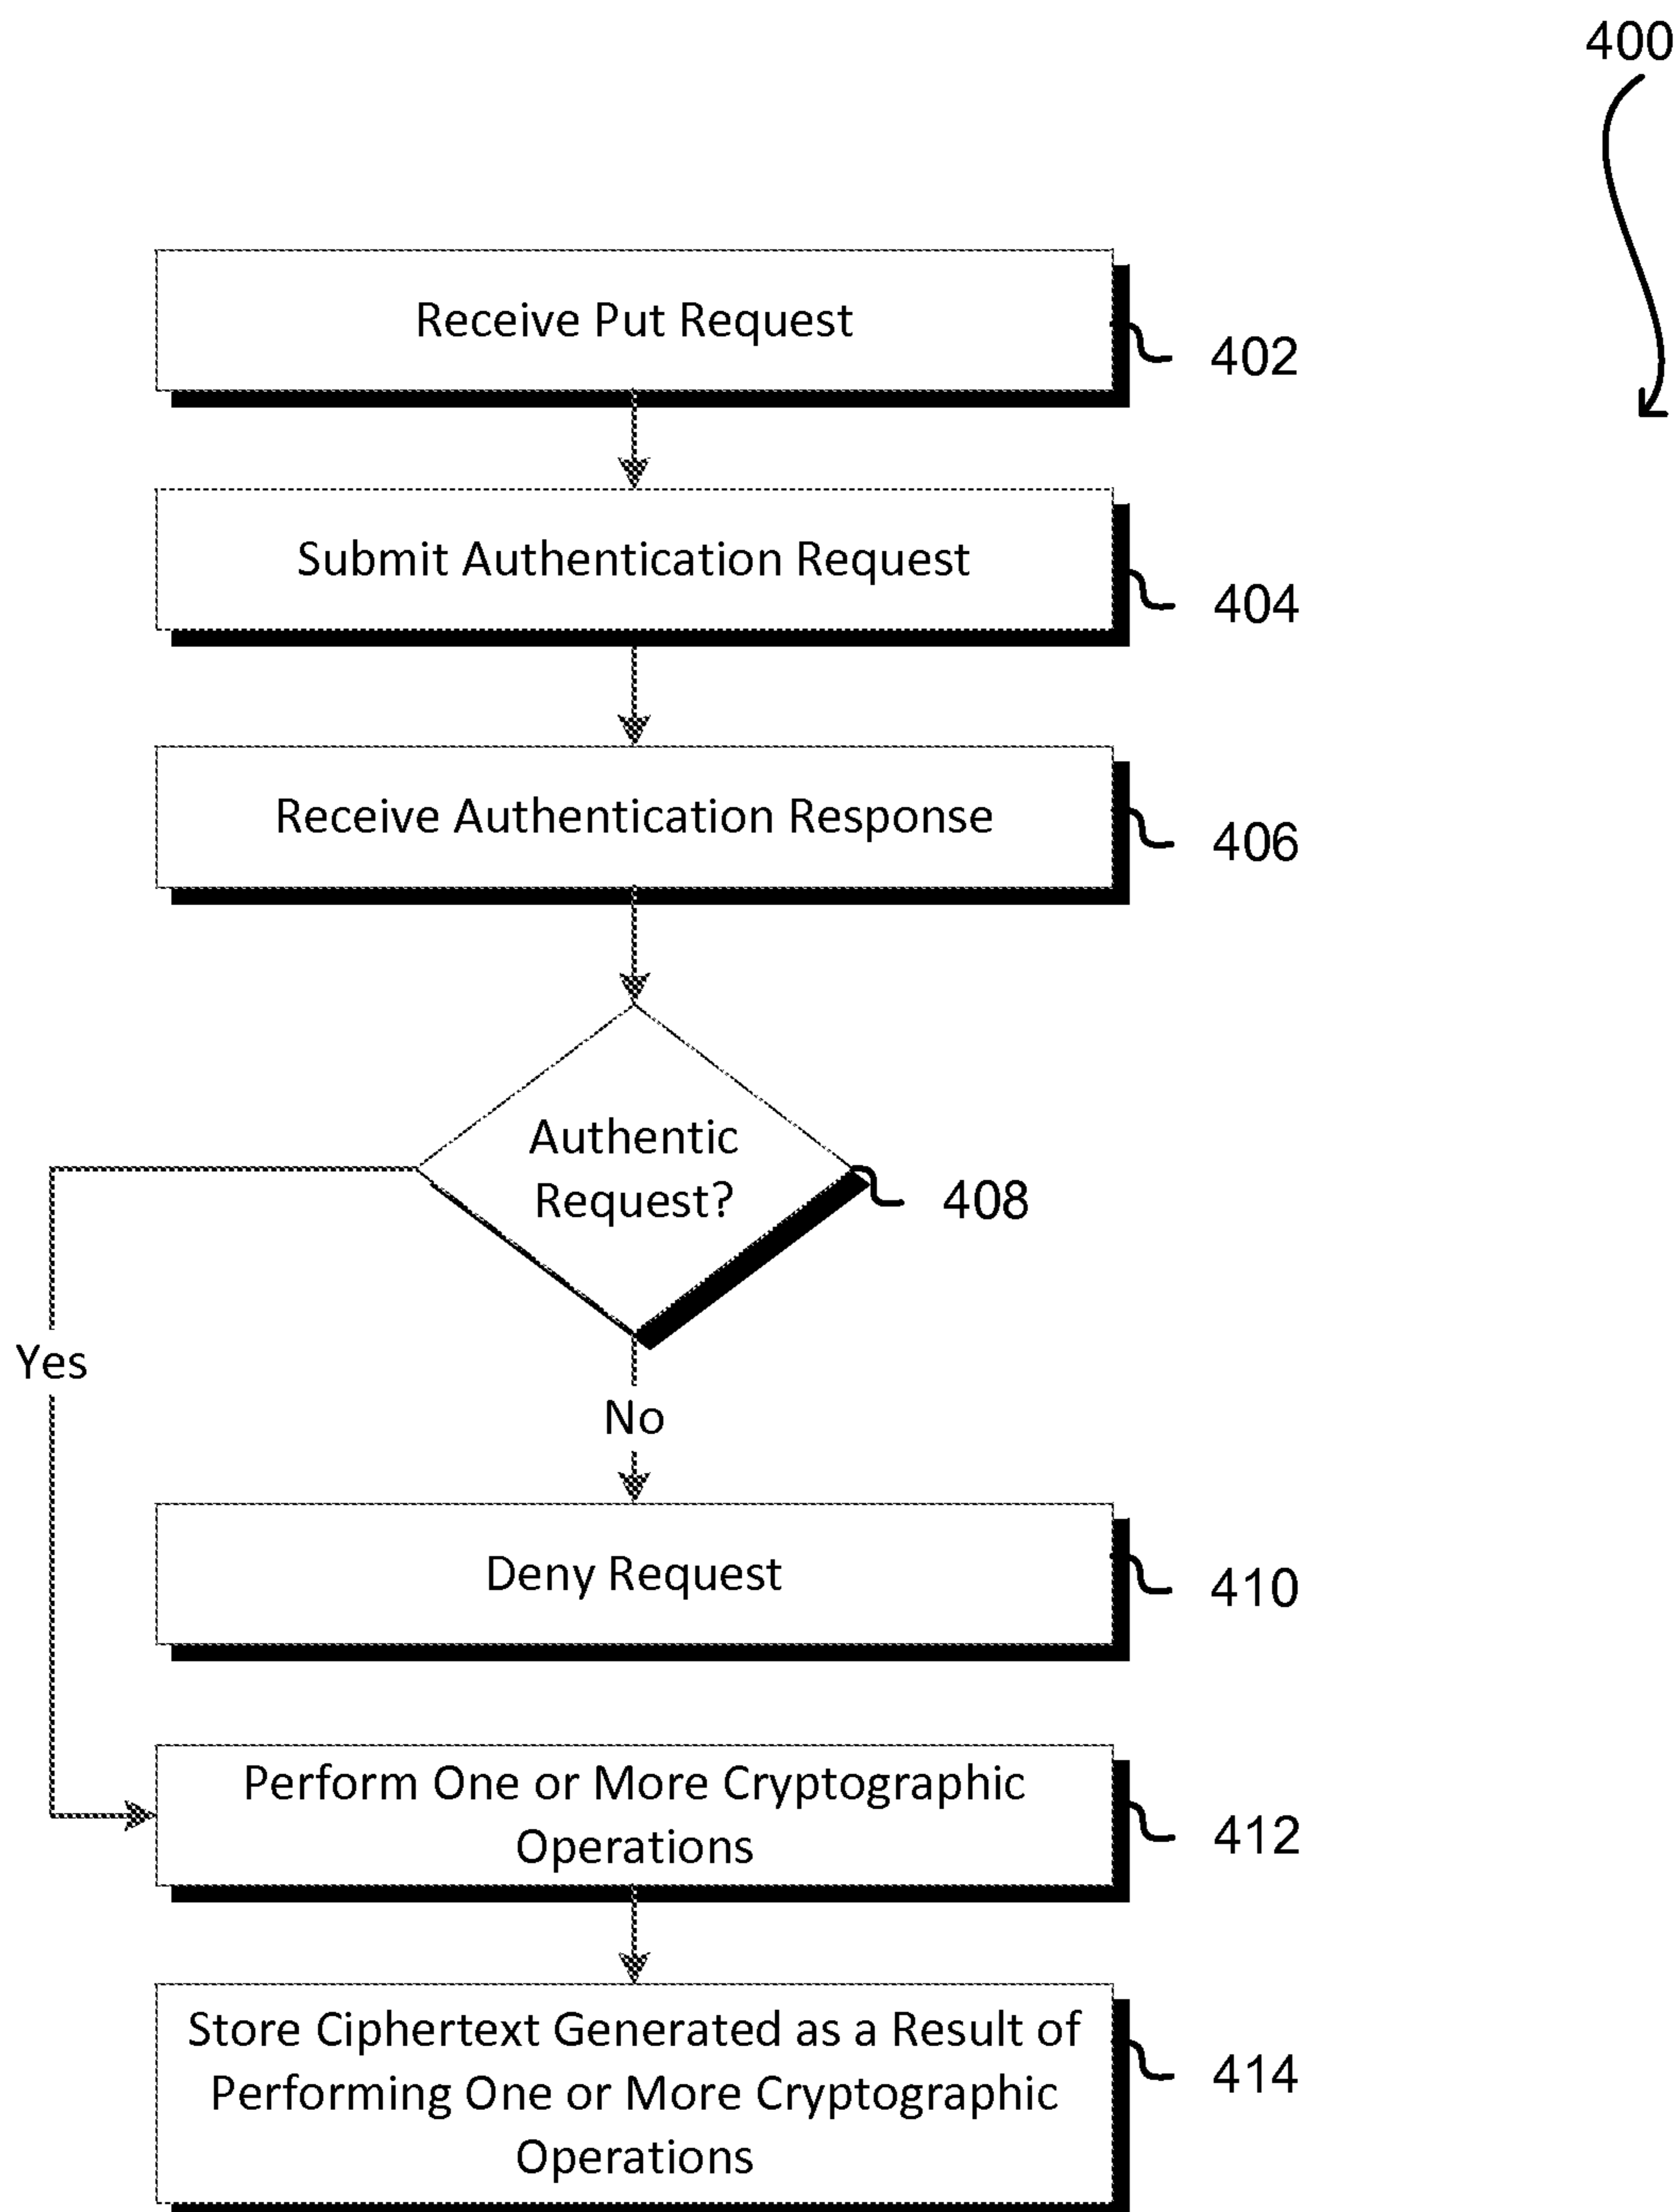 400
Receive Put Request
402
Submit Authentication Request
404
Receive Authentication Response
406
Authentic
Request?
408
Yes
No
Deny Request
410
Perform One or More Cryptographic
Operations
412
Store Ciphertext Generated as a Result of
Performing One or More Cryptographic
Operations
414